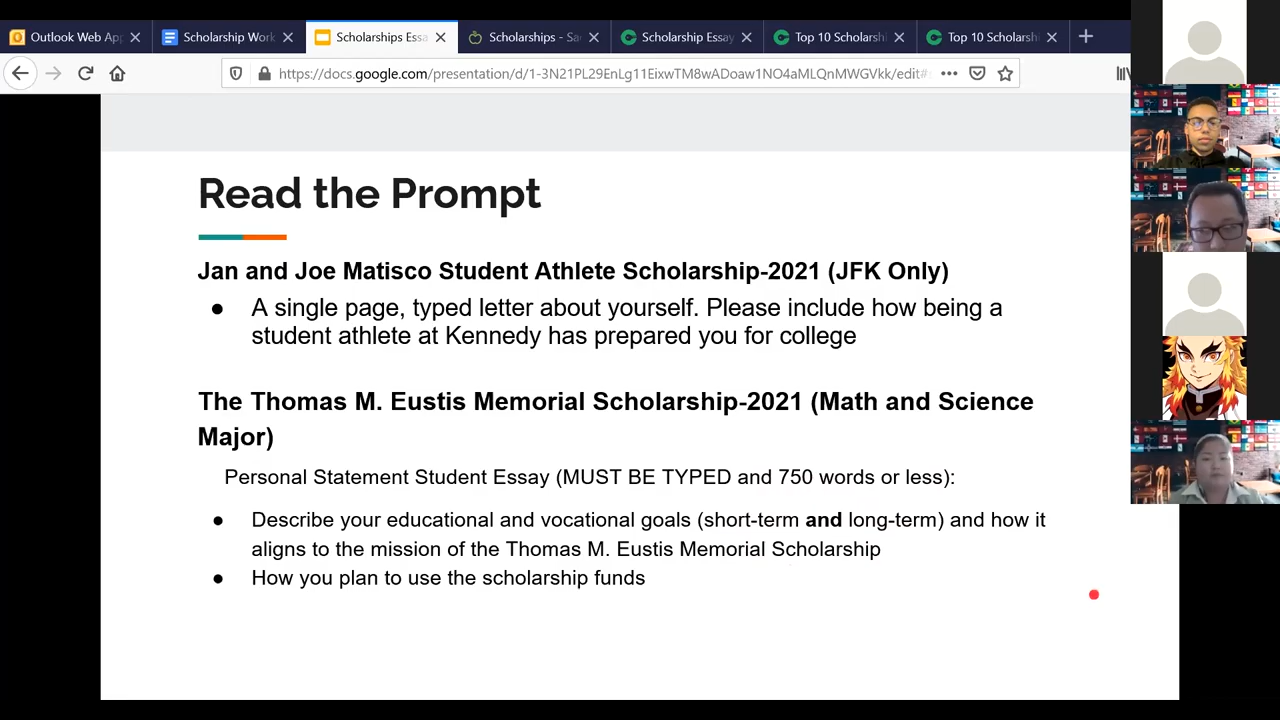 Outlook Web App
Scholarship Work
Scholarships Essa
Scholarships - Sac
Scholarship Essay
Top 10 Scholarsh
Top 10 Scholarsh
https://docs.google.com/presentation/d/1-3N21PL29EnLg11EixwTM8wADoaw1NO4aMLQnMWGVkk/edit#
Read the Prompt
Jan and Joe Matisco Student Athlete Scholarship-2021 (JFK Only)
● A single page, typed letter about yourself. Please include how being a
student athlete at Kennedy has prepared you for college
The Thomas M. Eustis Memorial Scholarship-2021 (Math and Science
Major)
Personal Statement Student Essay (MUST BE TYPED and 750 words or less):
● Describe your educational and vocational goals (short-term and long-term) and how it
aligns to the mission of the Thomas M. Eustis Memorial Scholarship
● How you plan to use the scholarship funds